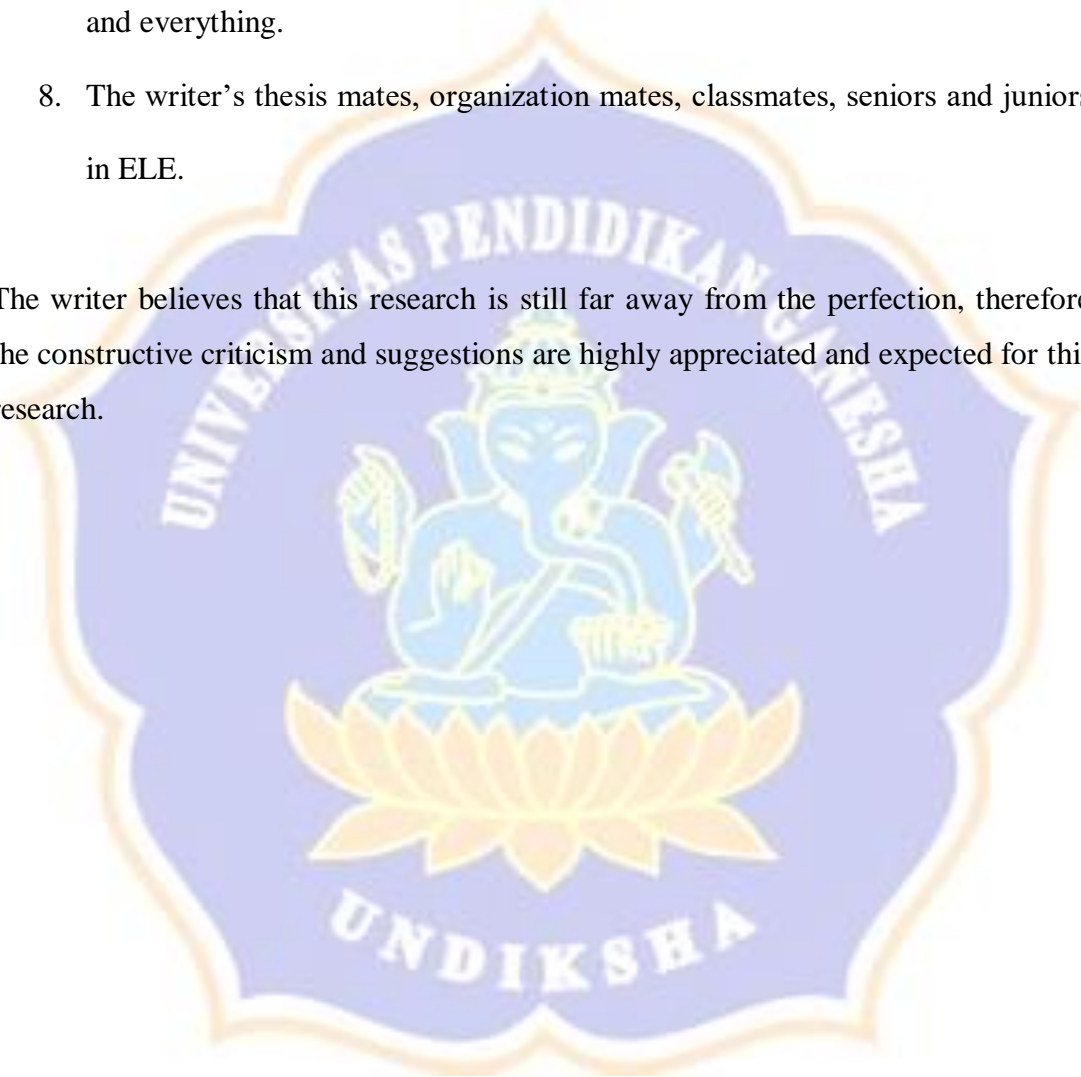 and everything.
8. The writer's thesis mates, organization mates, classmates, seniors and juniors
in ELE.
UNIVERSITAS PENDIDIKAN GANESHA
The writer believes that this research is still far away from the perfection, therefore
the constructive criticism and suggestions are highly appreciated and expected for this
research.
UNDIKSHA